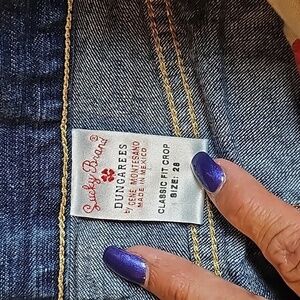 Lucky Brand
DUNGAREES
by GENE MONTESANO
MADE IN MEXICO
CLASSIC FIT CROP
SIZE: 28